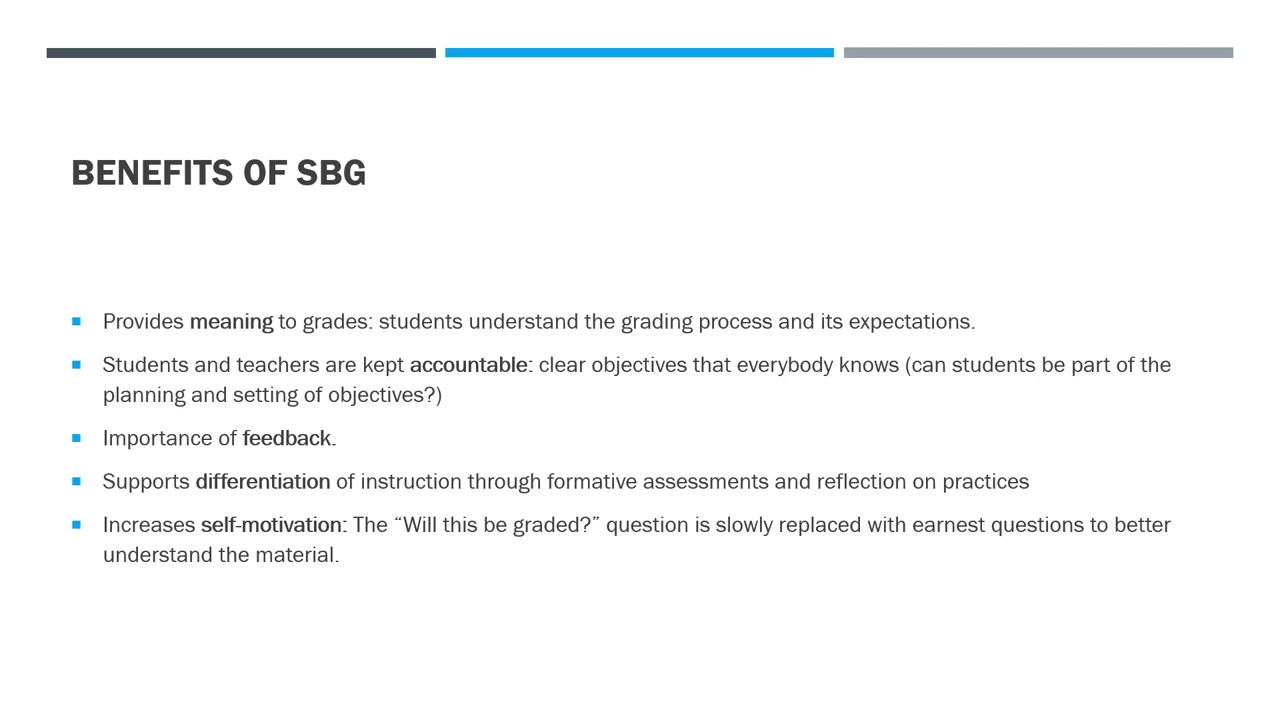 BENEFITS OF SBG
Provides meaning to grades: students understand the grading process and its expectations.
Students and teachers are kept accountable: clear objectives that everybody knows (can students be part of the
planning and setting of objectives?)
Importance of feedback.
Supports differentiation of instruction through formative assessments and reflection on practices
Increases self-motivation: The “Will this be graded?” question is slowly replaced with earnest questions to better
understand the material.